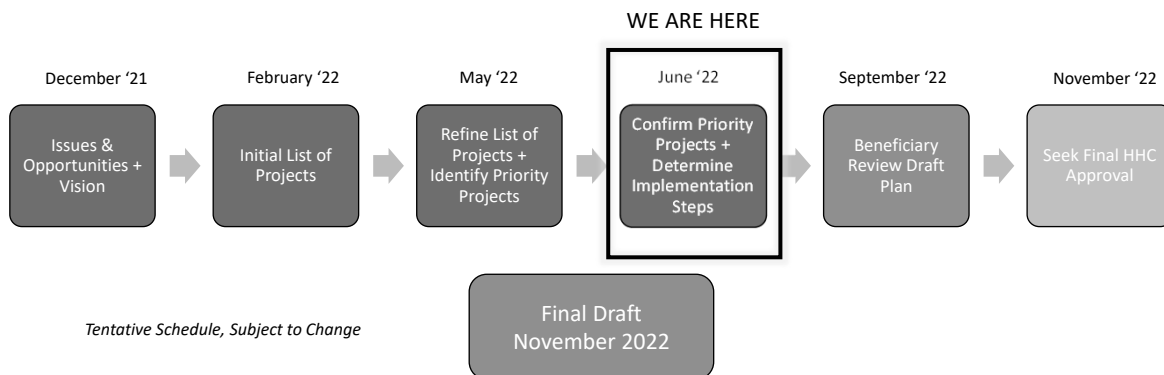 WE ARE HERE
December ‘21
February ‘22
May ‘22
June ‘22
September ‘22
November ‘22
Issues &
Opportunities +
Vision
Initial List of
Projects
Refine List of
Projects +
Identify Priority
Projects
Confirm Priority
Projects +
Determine
Implementation
Steps
Beneficiary
Review Draft
Plan
Seek Final HHC
Approval
Final Draft
November 2022
Tentative Schedule, Subject to Change